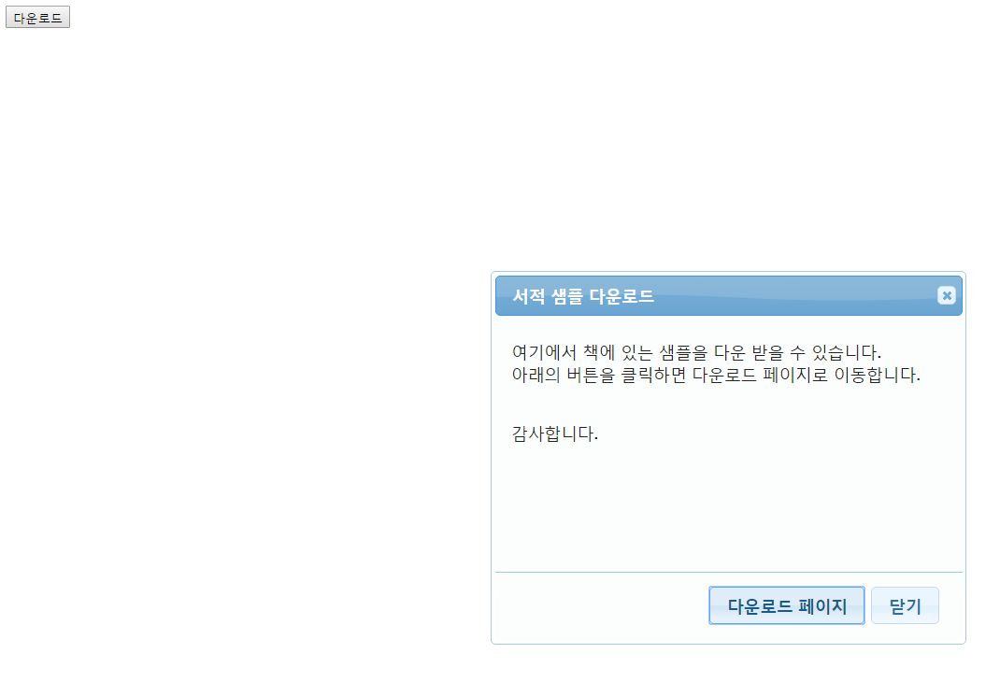 다운로드
서적 샘플 다운로드
여기에서 책에 있는 샘플을 다운 받을 수 있습니다.
아래의 버튼을 클릭하면 다운로드 페이지로 이동합니다.
감사합니다.
다운로드 페이지 닫기